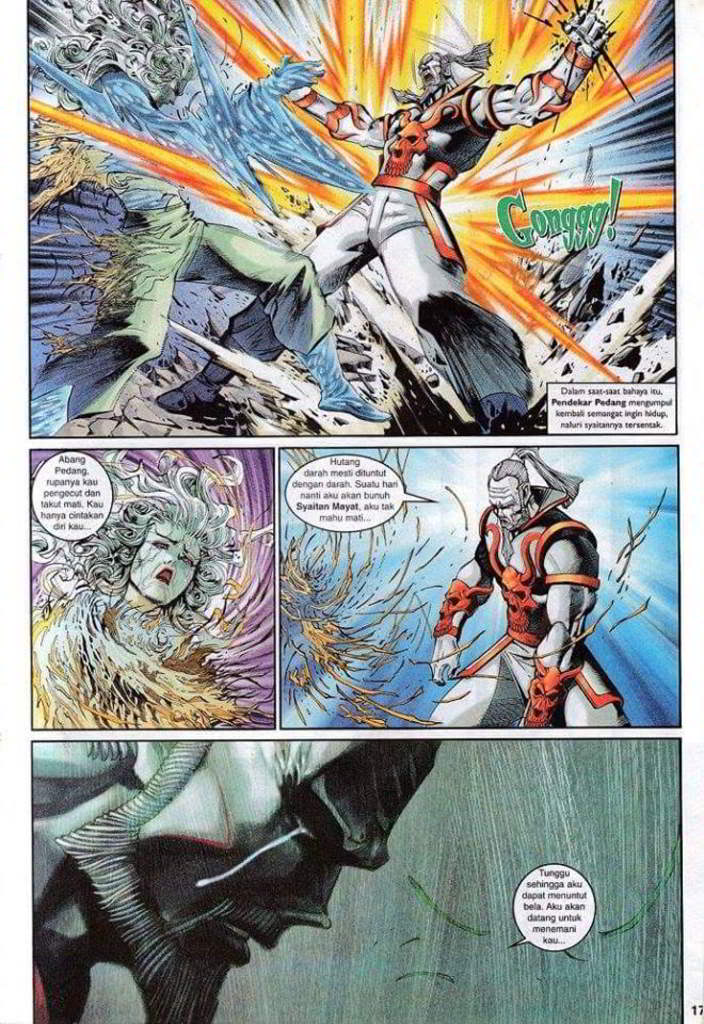 Gonggg!
Dalam saat-saat bahaya itu,
Pendekar Pedang mengumpul
kembali semangat ingin hidup,
naluri syaitannya tersentak.
Abang
Pedang,
rupanya kau
pengecut dan
takut mati. Kau
hanya cintakan
diri kau...
Hutang
darah mesti dituntut
dengan darah. Suatu hari
nanti aku akan bunuh
Syaitan Mayat, aku tak
mahu mati...
Tunggu
sehingga aku
dapat menuntut
bela. Aku akan
datang untuk
menemani
kau...
17